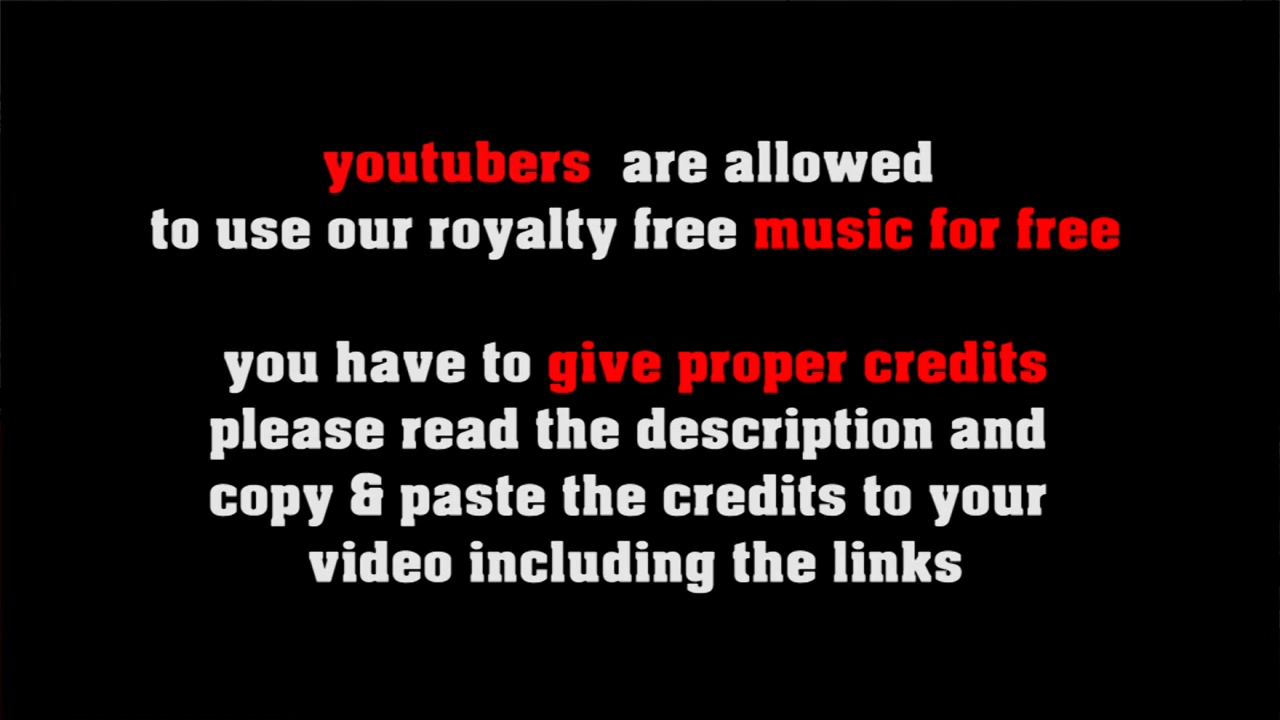 youtubers are allowed
to use our royalty free music for free
you have to give proper credits
please read the description and
copy & paste the credits to your
video including the links